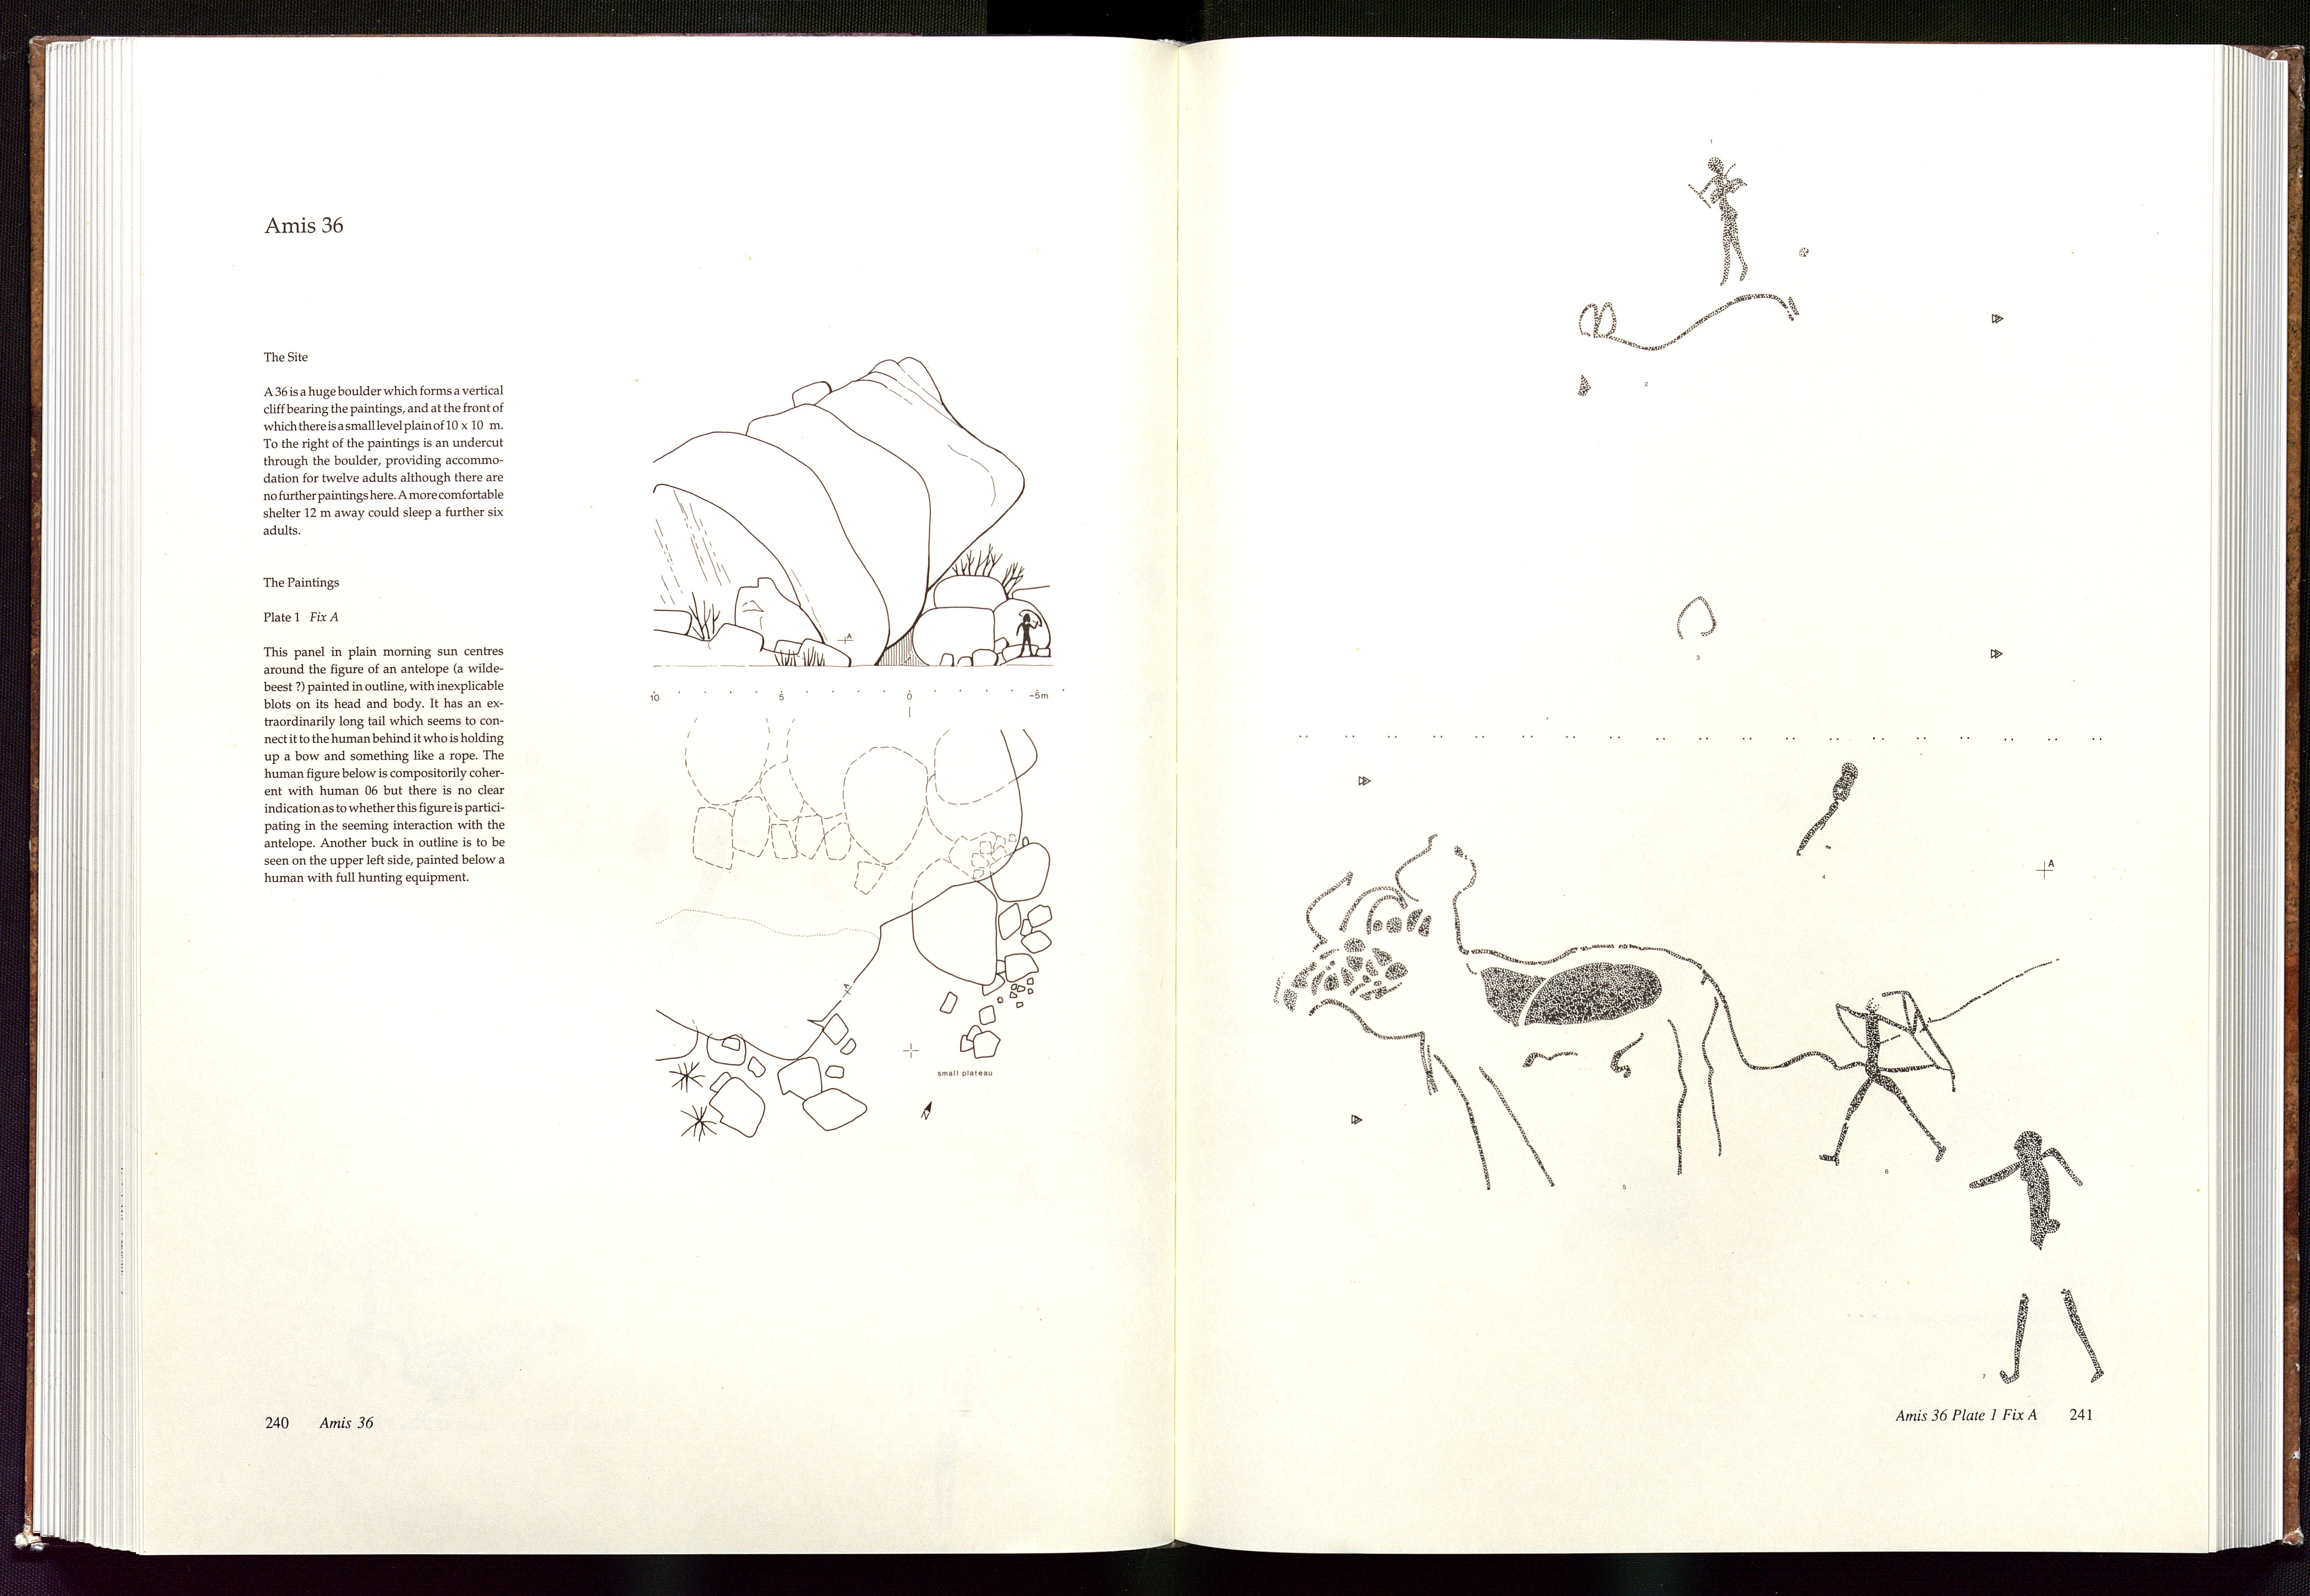 Amis 36
The Site
A 36 is a huge boulder which forms a vertical
cliff bearing the paintings, and at the front of
which there is a small level plain of 10 x 10 m.
To the right of the paintings is an undercut
through the boulder, providing accommo-
dation for twelve adults although there are
no further paintings here. A more comfortable
shelter 12 m away could sleep a further six
adults.
The Paintings
Plate 1 Fix A
This panel in plain morning sun centres
around the figure of an antelope (a wilde-
beest ?) painted in outline, with inexplicable
blots on its head and body. It has an ex-
traordinarily long tail which seems to con-
nect it to the human behind it who is holding
up a bow and something like a rope. The
human figure below is compositorily coher-
ent with human 06 but there is no clear
indication as to whether this figure is partici-
pating in the seeming interaction with the
antelope. Another buck in outline is to be
seen on the upper left side, painted below a
human with full hunting equipment.
A
10 5 0 -5m
A
small plateau
N
240 Amis 36
1
2
3
4
A
5
6
7
Amis 36 Plate 1 Fix A 241